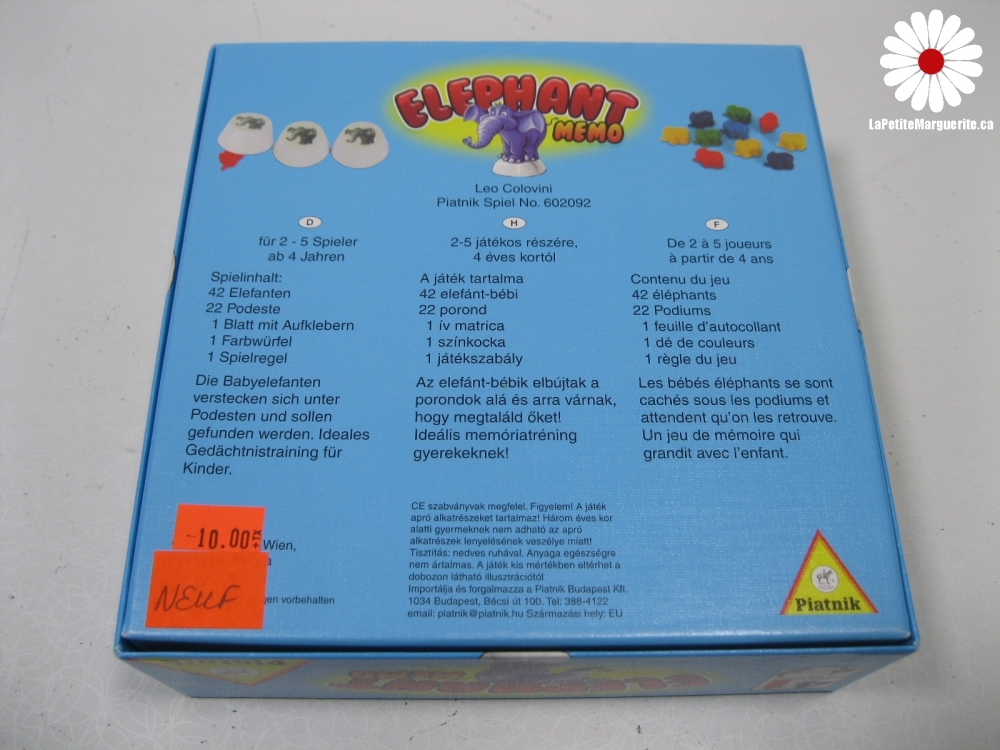 LaPetiteMarguerite.ca
ELEPHANT
MEMO
Leo Colovini
Piatnik Spiel No. 602092
D
für 2 - 5 Spieler
ab 4 Jahren
Spielinhalt:
42 Elefanten
22 Podeste
1 Blatt mit Aufklebern
1 Farbwürfel
1 Spielregel
Die Babyelefanten
verstecken sich unter
Podesten und sollen
gefunden werden. Ideales
Gedächtnistraining für
Kinder.
H
2-5 játékos részére,
4 éves kortól
A játék tartalma
42 elefánt-bébi
22 porond
1 ív matrica
1 színkocka
1 játékszabály
Az elefánt-bébik elbújtak a
porondok alá és arra várnak,
hogy megtaláld őket!
Ideális memóriatréning
gyerekeknek!
F
De 2 à 5 joueurs
à partir de 4 ans
Contenu du jeu
42 éléphants
22 Podiums
1 feuille d'autocollant
1 dé de couleurs
1 règle du jeu
Les bébés éléphants se sont
cachés sous les podiums et
attendent qu'on les retrouve.
Un jeu de mémoire qui
grandit avec l'enfant.
-10.00
Wien,
NEUF
gen vorbehalten
CE szabványvak megfelel. Figyelem! A játék
apró alkatrészeket tartalmaz! Három éves kor
alatti gyermeknek nem adható az apró
alkatrészek lenyelésének veszélye miatt!
Tisztítás: nedves ruhával. Anyaga egészségre
nem ártalmas. A játék kis mértékben eltérhet a
dobozon látható illusztrációtól
Importálja és forgalmazza a Piatnik Budapest Kft.
1034 Budapest, Bécsi út 100. Tel: 388-4122
email: piatnik@piatnik.hu Származási hely: EU
Piatnik
Piatnik
ELEPHANT